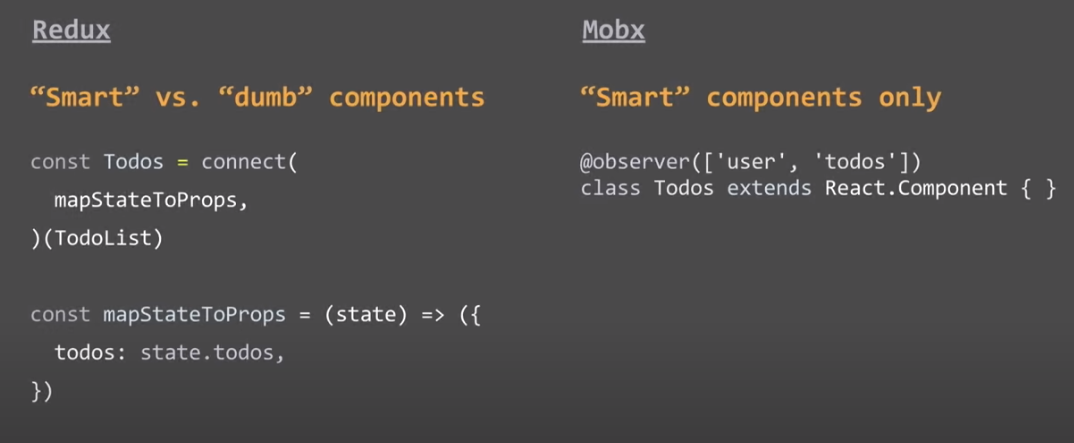 Redux
“Smart” vs. “dumb” components
const Todos = connect(
mapStateToProps,
)(TodoList)
const mapStateToProps = (state) => ({
todos: state.todos,
})
Mobx
“Smart” components only
@observer(['user', 'todos'])
class Todos extends React.Component { }